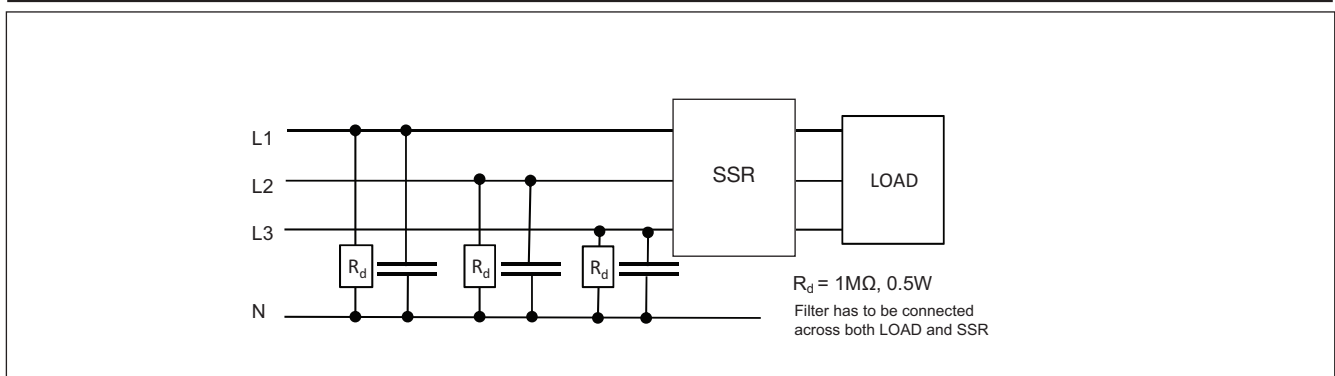 L1
L2
L3
N
R_d
R_d
R_d
SSR
LOAD
R_d = 1MΩ, 0.5W
Filter has to be connected
across both LOAD and SSR